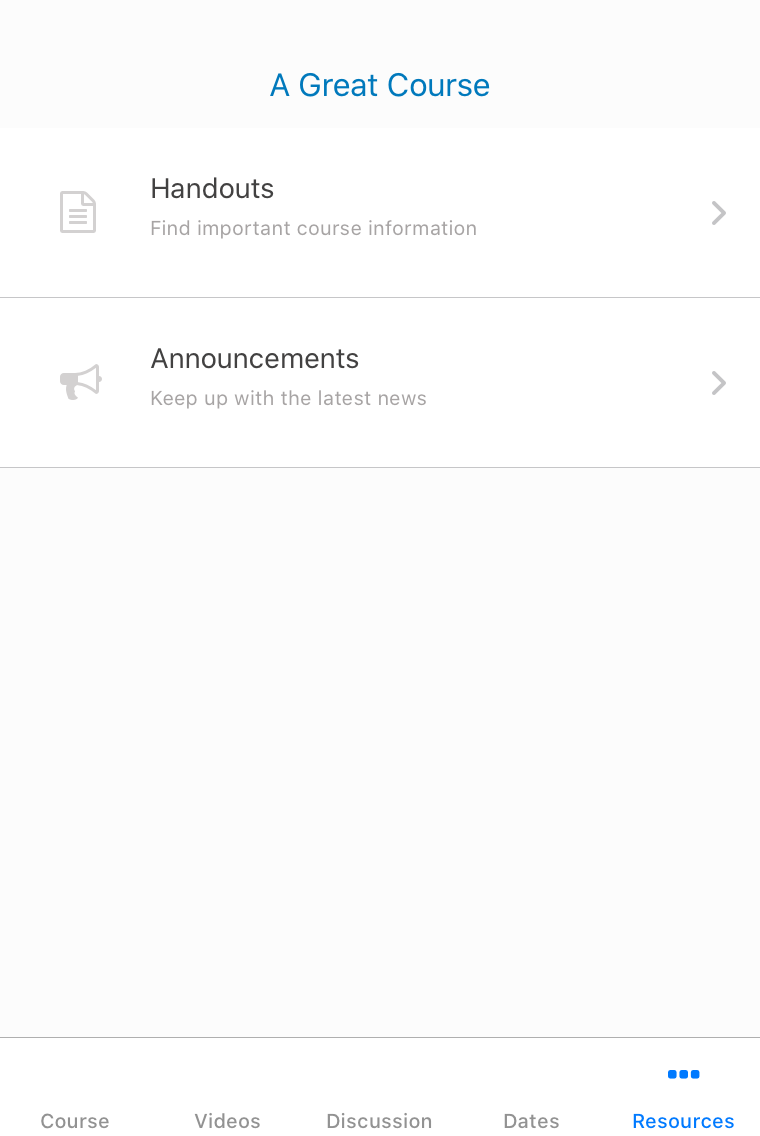 A Great Course
Handouts
Find important course information
Announcements
Keep up with the latest news
Course Videos Discussion Dates Resources